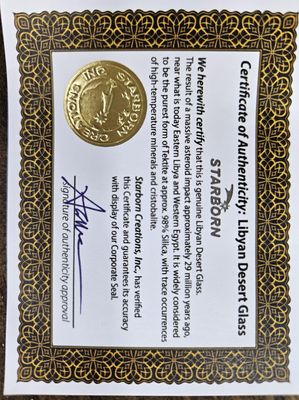 Certificate of Authenticity: Libyan Desert Glass
STARBORN
We herewith certify that this is genuine Libyan Desert Glass.
The result of a massive asteroid impact approximately 29 million years ago,
near what is today Eastern Libya and Western Egypt. It is widely considered
to be the purest form of Tektite at approx. 98% Silica, with trace occurrences
of high-temperature minerals and cristobalite.
STARBORN CREATIONS INC
Starborn Creations, Inc., has verified
this Certificate and guarantees its accuracy
with display of our Corporate Seal.
Signature of authenticity approval